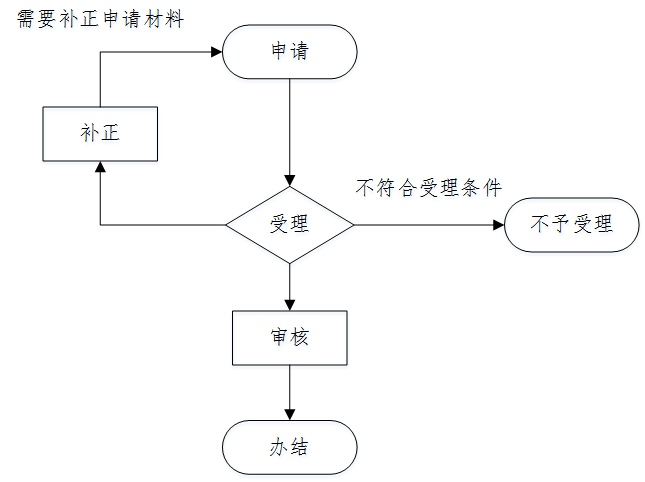 需要补正申请材料
申请
补正
不符合受理条件
受理
不予受理
审核
办结